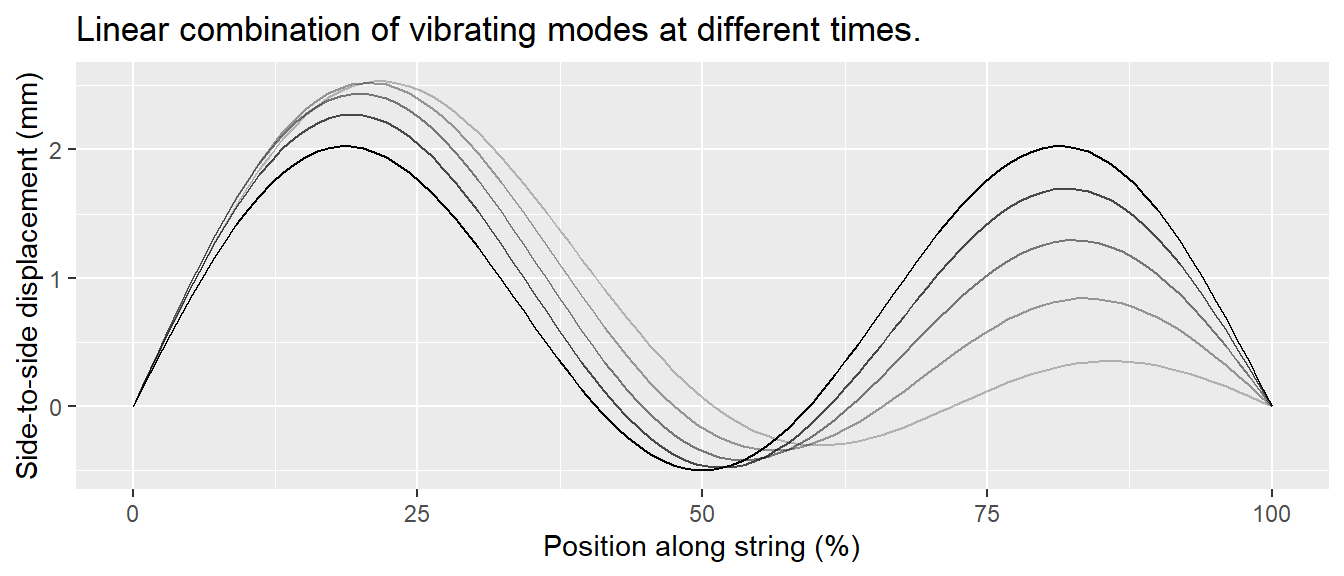 Linear combination of vibrating modes at different times.
Side-to-side displacement (mm)
2
1
0
0 25 50 75 100
Position along string (%)